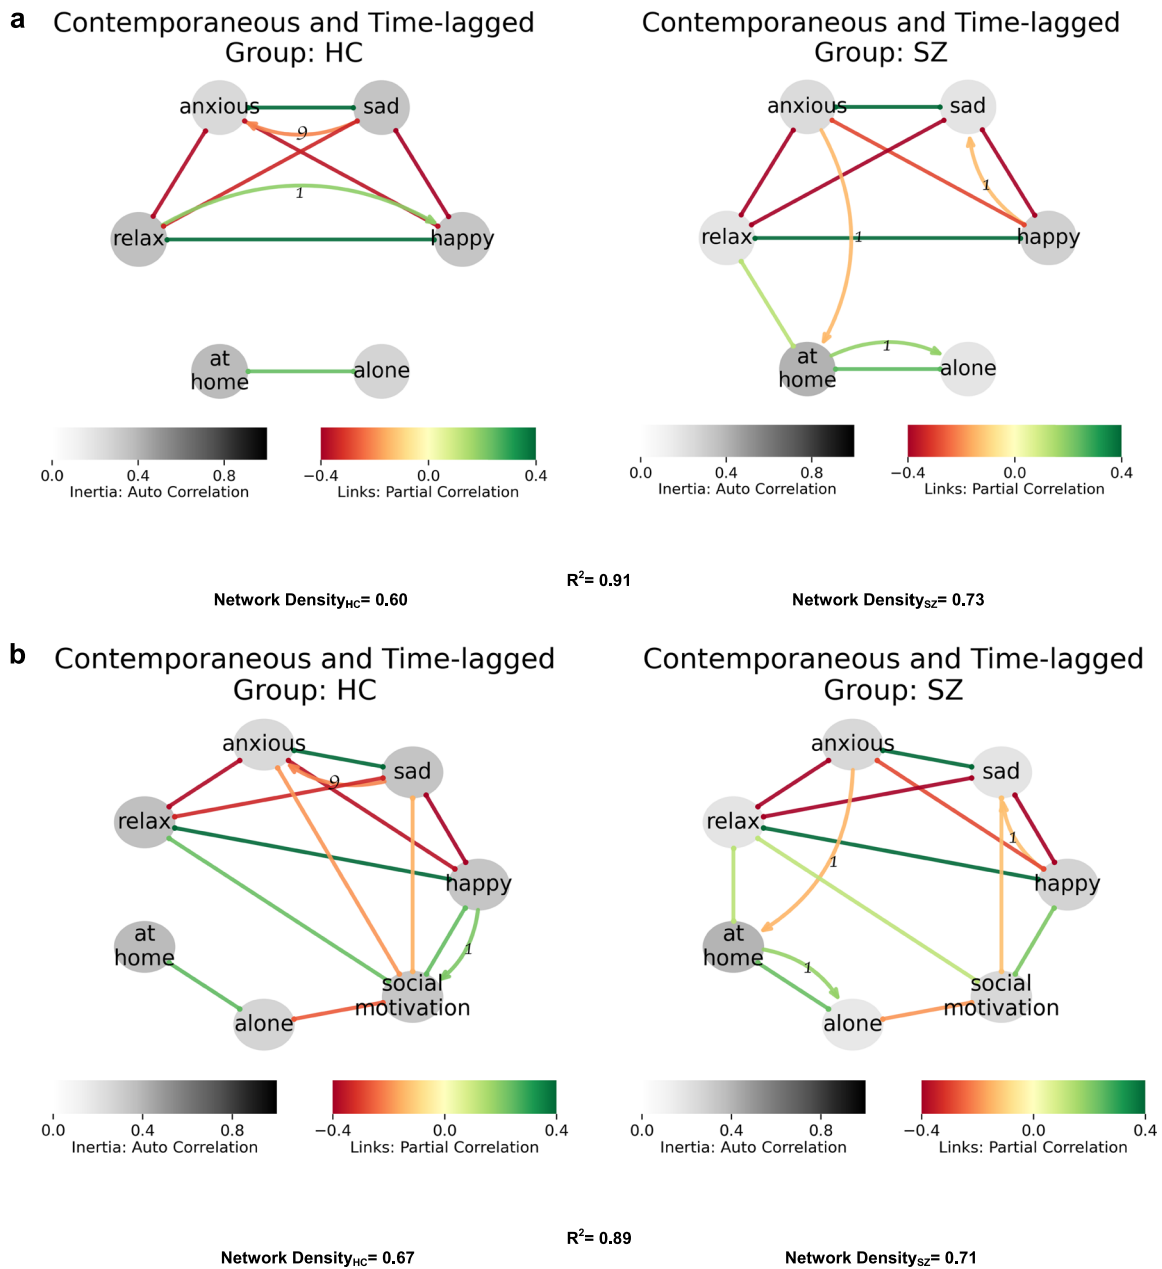 a
Contemporaneous and Time-lagged
Group: HC
anxious
sad
9
1
relax
happy
at
home
alone
0.0 0.4 0.8
Inertia: Auto Correlation
−0.4 0.0 0.4
Links: Partial Correlation
Contemporaneous and Time-lagged
Group: SZ
anxious
sad
1
relax
1
happy
at
home
1
alone
0.0 0.4 0.8
Inertia: Auto Correlation
−0.4 0.0 0.4
Links: Partial Correlation
R²= 0.91
Network DensityHC= 0.60
Network DensitySZ= 0.73
b
Contemporaneous and Time-lagged
Group: HC
anxious
sad
9
relax
happy
at
home
1
social
motivation
alone
0.0 0.4 0.8
Inertia: Auto Correlation
−0.4 0.0 0.4
Links: Partial Correlation
Contemporaneous and Time-lagged
Group: SZ
anxious
sad
relax
1
1
happy
at
home
1
social
motivation
alone
0.0 0.4 0.8
Inertia: Auto Correlation
−0.4 0.0 0.4
Links: Partial Correlation
R²= 0.89
Network DensityHC= 0.67
Network DensitySZ= 0.71